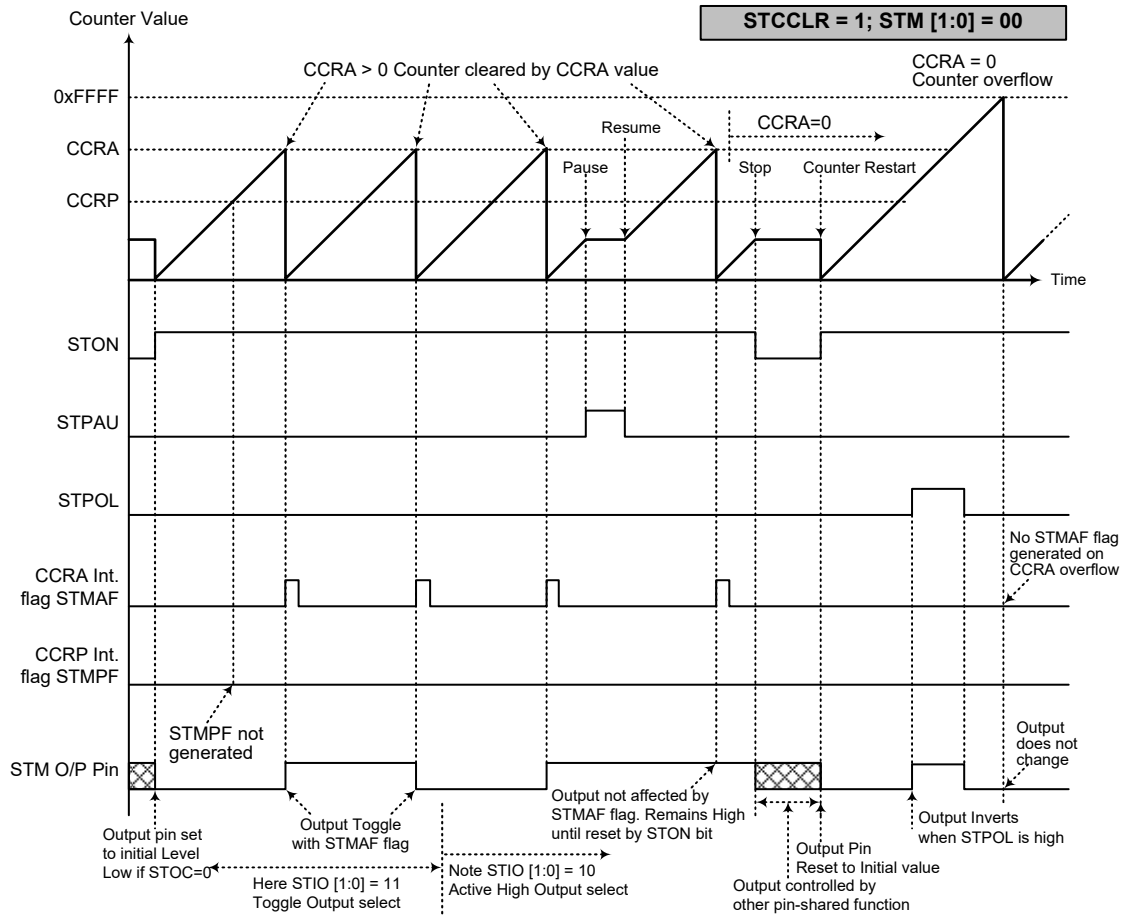 Counter Value
STCCLR = 1; STM [1:0] = 00
CCRA > 0 Counter cleared by CCRA value
CCRA = 0
Counter overflow
0xFFFF
Resume
CCRA=0
CCRA
Pause
Stop
Counter Restart
CCRP
Time
STON
STPAU
STPOL
No STMAF flag
generated on
CCRA overflow
CCRA Int.
flag STMAF
CCRP Int.
flag STMPF
STMPF not
generated
Output
does not
change
STM O/P Pin
Output pin set
to initial Level
Low if STOC=0
Output Toggle
with STMAF flag
Output not affected by
STMAF flag. Remains High
until reset by STON bit
Output Inverts
when STPOL is high
Here STIO [1:0] = 11
Toggle Output select
Note STIO [1:0] = 10
Active High Output select
Output Pin
Reset to Initial value
Output controlled by
other pin-shared function